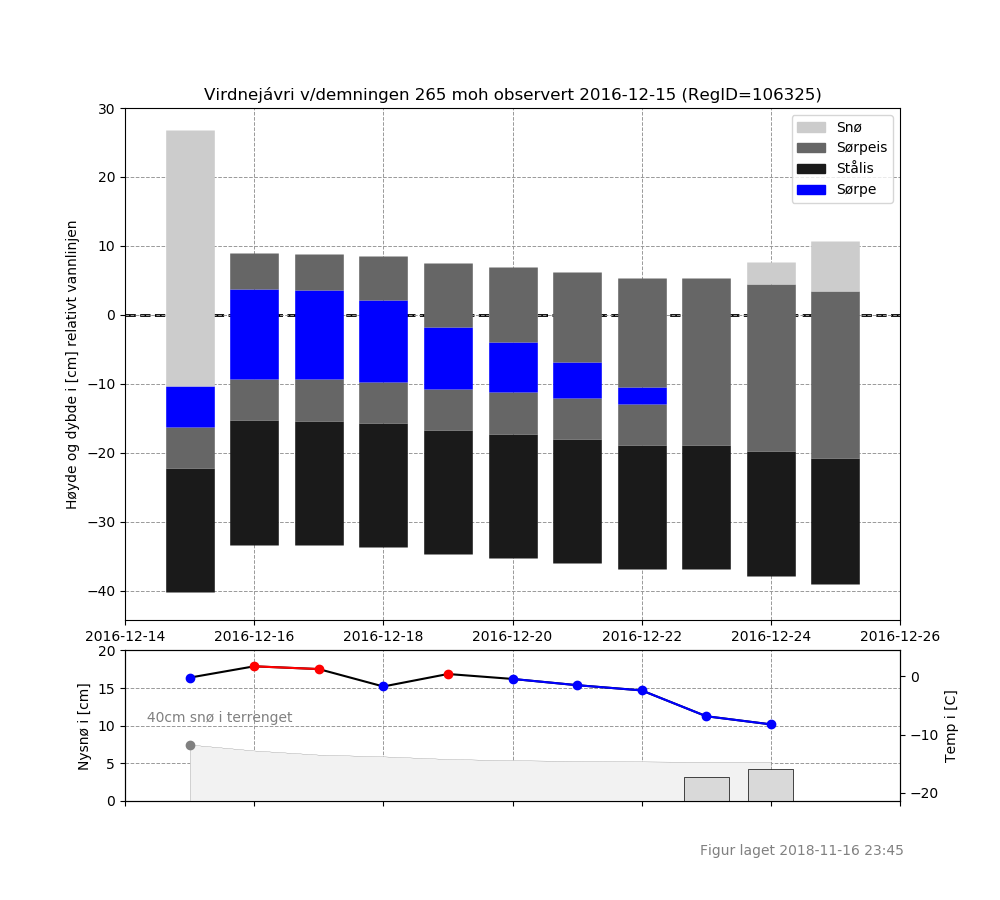 Virdnejávri v/demningen 265 moh observert 2016-12-15 (RegID=106325)
Høyde og dybde i [cm] relativt vannlinjen
30
20
10
0
−10
−20
−30
−40
Snø
Sørpeis
Stålis
Sørpe
2016-12-14 2016-12-16 2016-12-18 2016-12-20 2016-12-22 2016-12-24 2016-12-26
Nysnø i [cm]
20
15
10
5
0
40cm snø i terrenget
0
−10
−20
Temp i [C]
Figur laget 2018-11-16 23:45